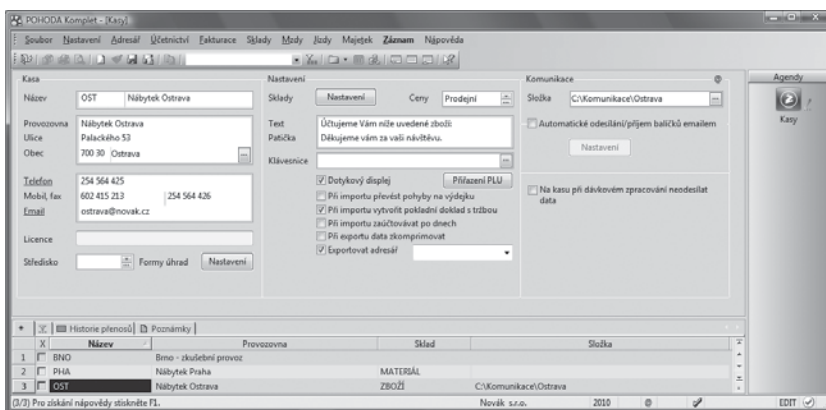 POHODA Komplet - [Kasy]
Soubor Nastavení Adresář Účetnictví Fakturace Sklady Mzdy Jízdy Majetek Záznam Nápověda
Kasa
Název OST Nábytek Ostrava
Provozovna Nábytek Ostrava
Ulice Palackého 53
Obec 700 30 Ostrava
Telefon 254 564 425
Mobil, fax 602 415 213 254 564 426
Email ostrava@novak.cz
Licence
Středisko Formy úhrad Nastavení
Nastavení
Sklady Nastavení Ceny Prodejní
Text Účtujeme Vám níže uvedené zboží:
Patička Děkujeme vám za vaši návštěvu.
Klávesnice
Dotykový displej Přiřazení PLU
Při importu převést pohyby na výdejku
Při importu vytvořit pokladní doklad s tržbou
Při importu zaúčtovávat po dnech
Při exportu data zkomprimovat
Exportovat adresář
Komunikace @
Složka C:\Komunikace\Ostrava
Automatické odesílání/příjem balíčků emailem
Nastavení
Na kasu při dávkovém zpracování neodesílat
data
Agendy
Kasy
Historie přenosů Poznámky
X Název Provozovna Sklad Složka
1 BNO Brno - zkušební provoz
2 PHA Nábytek Praha MATERIÁL
3 OST Nábytek Ostrava ZBOŽÍ C:\Komunikace\Ostrava
(3/3) Pro získání nápovědy stiskněte F1. Novák s.r.o. 2010 @ EDIT